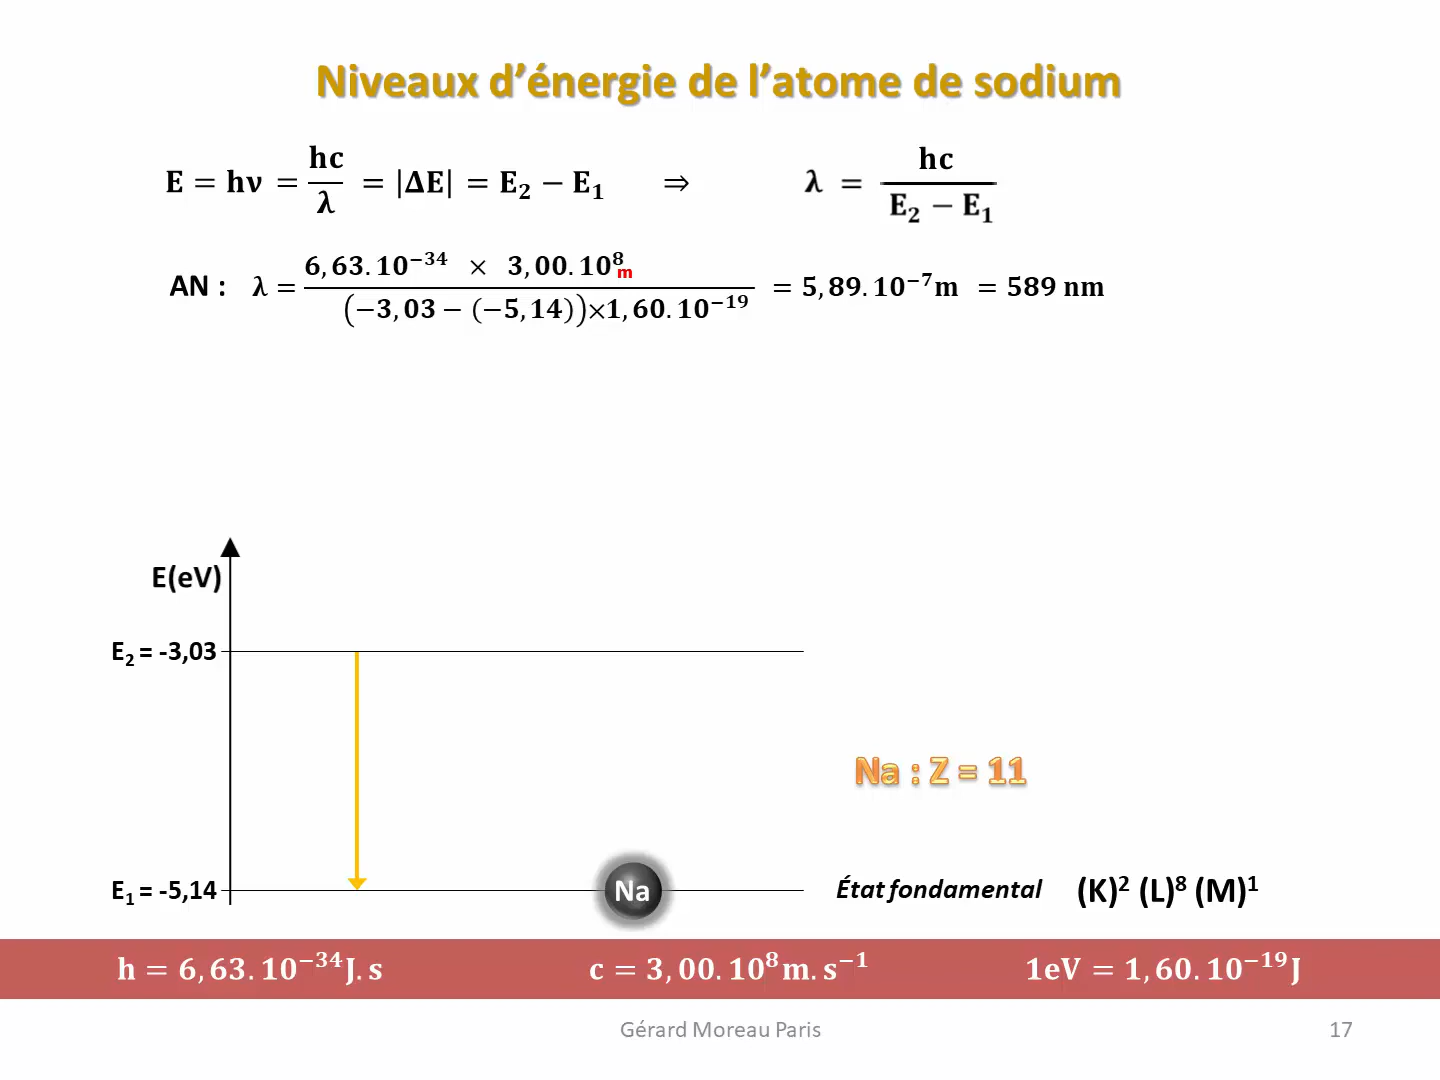 Niveaux d’énergie de l’atome de sodium
E = hν = hc/λ = |ΔE| = E₂ − E₁ ⇒ λ = hc/(E₂ − E₁)
AN : λ = (6,63.10⁻³⁴ × 3,00.10⁸ m)/((−3,03 − (−5,14))×1,60.10⁻¹⁹) = 5,89.10⁻⁷m = 589 nm
E(eV)
E₂ = -3,03
Na : Z = 11
E₁ = -5,14 Na État fondamental (K)² (L)⁸ (M)¹
h = 6,63.10⁻³⁴J.s c = 3,00.10⁸m.s⁻¹ 1eV = 1,60.10⁻¹⁹J
Gérard Moreau Paris 17